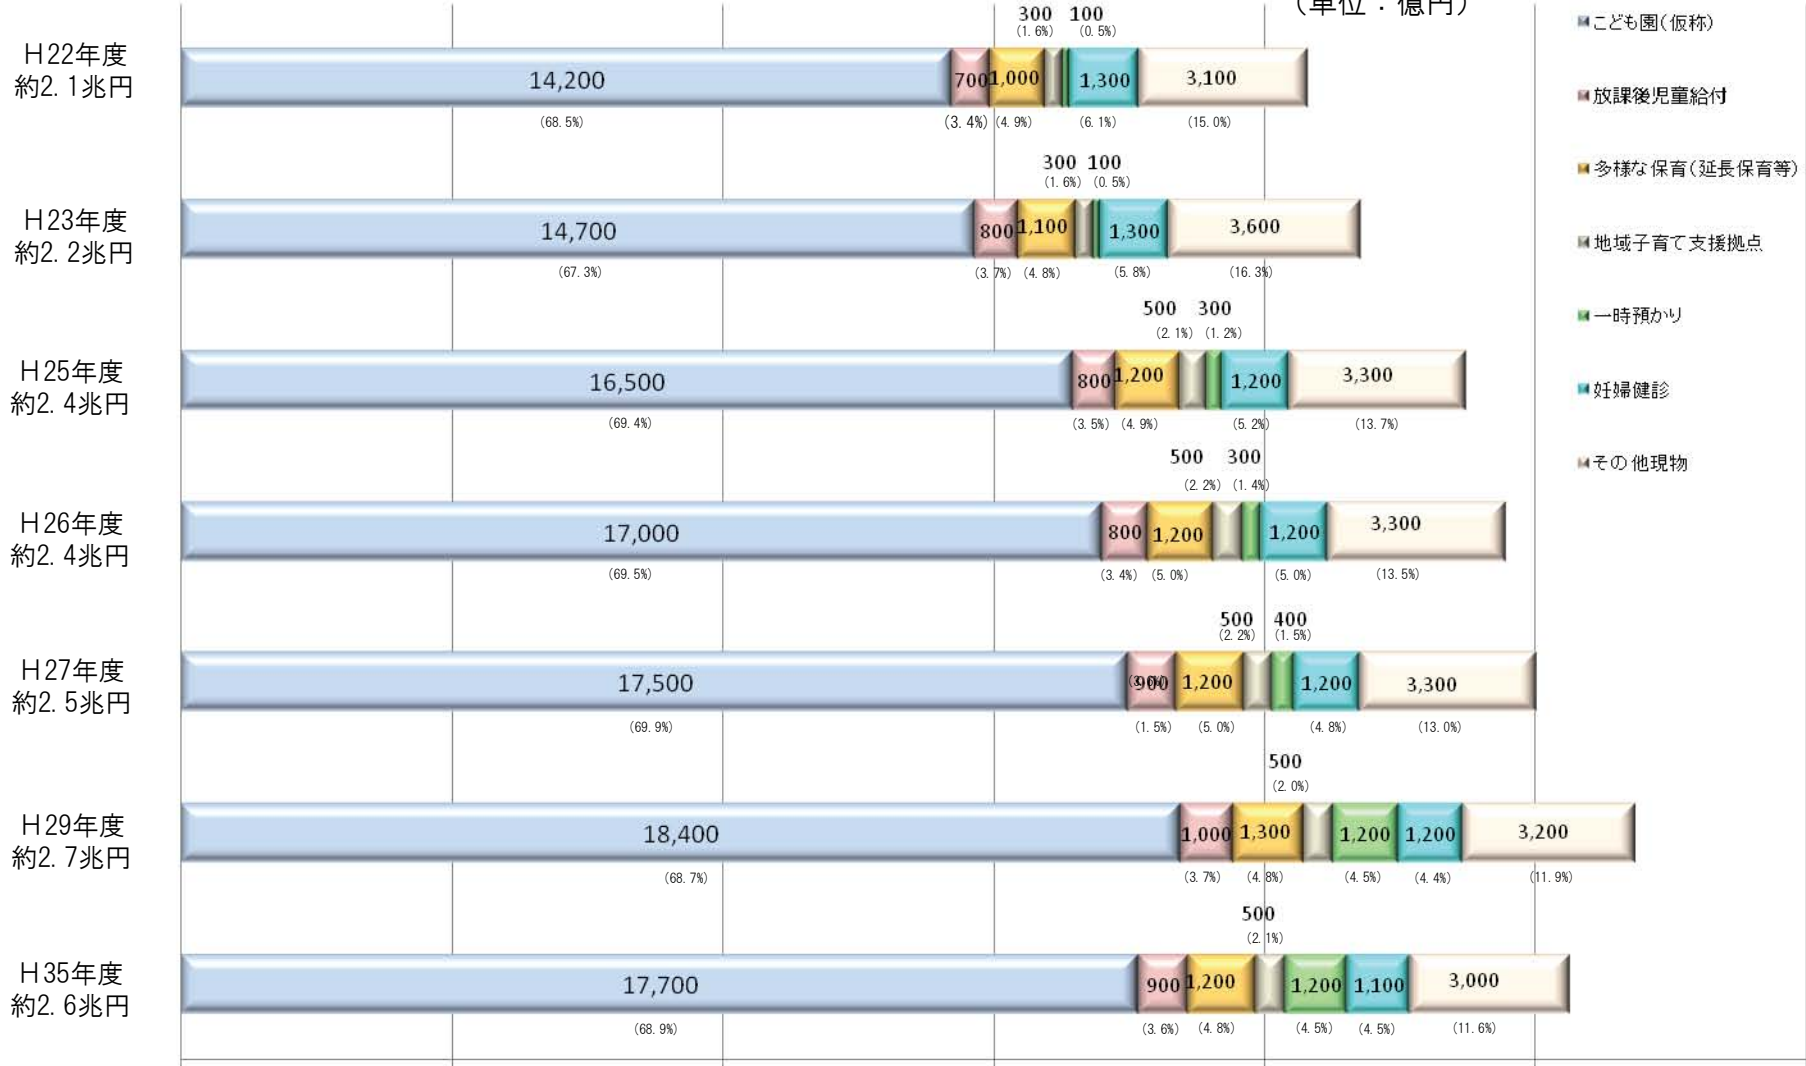 （単位：億円）
300 100
(1.6%) (0.5%)
H22年度
約2.1兆円
14,200 700 1,000 1,300 3,100
(68.5%) (3.4%) (4.9%) (6.1%) (15.0%)
300 100
(1.6%) (0.5%)
H23年度
約2.2兆円
14,700 800 1,100 1,300 3,600
(67.3%) (3.7%) (4.8%) (5.8%) (16.3%)
500 300
(2.1%) (1.2%)
H25年度
約2.4兆円
16,500 800 1,200 1,200 3,300
(69.4%) (3.5%) (4.9%) (5.2%) (13.7%)
500 300
(2.2%) (1.4%)
H26年度
約2.4兆円
17,000 800 1,200 1,200 3,300
(69.5%) (3.4%) (5.0%) (5.0%) (13.5%)
500 400
(2.2%) (1.5%)
H27年度
約2.5兆円
17,500 900 1,200 1,200 3,300
(69.9%) (1.5%) (5.0%) (4.8%) (13.0%)
500
(2.0%)
H29年度
約2.7兆円
18,400 1,000 1,300 1,200 1,200 3,200
(68.7%) (3.7%) (4.8%) (4.5%) (4.4%) (11.9%)
500
(2.1%)
H35年度
約2.6兆円
17,700 900 1,200 1,200 1,100 3,000
(68.9%) (3.6%) (4.8%) (4.5%) (4.5%) (11.6%)
こども園(仮称)
放課後児童給付
多様な保育(延長保育等)
地域子育て支援拠点
一時預かり
妊婦健診
その他現物